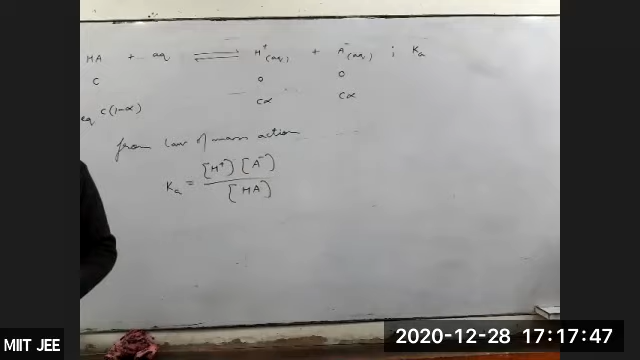 HA + aq ⇌ H⁺(aq) + A⁻(aq) ; Ka
C 0 0
eq C(1-α) Cα Cα
from law of mass action
Ka = [H⁺][A⁻] / [HA]
MIIT JEE
2020-12-28 17:17:47